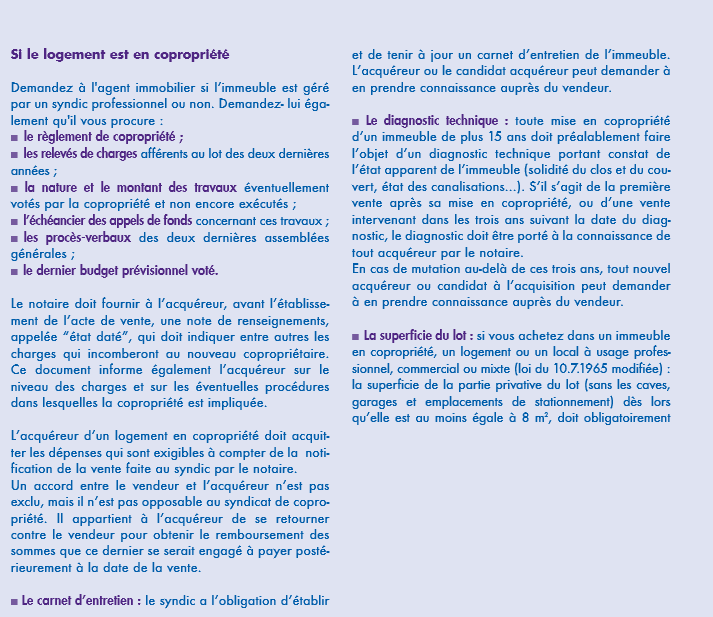 Si le logement est en copropriété
Demandez à l'agent immobilier si l’immeuble est géré
par un syndic professionnel ou non. Demandez- lui éga-
lement qu'il vous procure :
■ le règlement de copropriété ;
■ les relevés de charges afférents au lot des deux dernières
années ;
■ la nature et le montant des travaux éventuellement
votés par la copropriété et non encore exécutés ;
■ l’échéancier des appels de fonds concernant ces travaux ;
■ les procès-verbaux des deux dernières assemblées
générales ;
■ le dernier budget prévisionnel voté.
Le notaire doit fournir à l’acquéreur, avant l’établisse-
ment de l’acte de vente, une note de renseignements,
appelée “état daté”, qui doit indiquer entre autres les
charges qui incomberont au nouveau copropriétaire.
Ce document informe également l’acquéreur sur le
niveau des charges et sur les éventuelles procédures
dans lesquelles la copropriété est impliquée.
L’acquéreur d’un logement en copropriété doit acquit-
ter les dépenses qui sont exigibles à compter de la noti-
fication de la vente faite au syndic par le notaire.
Un accord entre le vendeur et l’acquéreur n’est pas
exclu, mais il n’est pas opposable au syndicat de copro-
priété. Il appartient à l’acquéreur de se retourner
contre le vendeur pour obtenir le remboursement des
sommes que ce dernier se serait engagé à payer posté-
rieurement à la date de la vente.
■ Le carnet d’entretien : le syndic a l’obligation d’établir
et de tenir à jour un carnet d’entretien de l’immeuble.
L’acquéreur ou le candidat acquéreur peut demander à
en prendre connaissance auprès du vendeur.
■ Le diagnostic technique : toute mise en copropriété
d’un immeuble de plus 15 ans doit préalablement faire
l’objet d’un diagnostic technique portant constat de
l’état apparent de l’immeuble (solidité du clos et du cou-
vert, état des canalisations...). S’il s’agit de la première
vente après sa mise en copropriété, ou d’une vente
intervenant dans les trois ans suivant la date du diag-
nostic, le diagnostic doit être porté à la connaissance de
tout acquéreur par le notaire.
En cas de mutation au-delà de ces trois ans, tout nouvel
acquéreur ou candidat à l’acquisition peut demander
à en prendre connaissance auprès du vendeur.
■ La superficie du lot : si vous achetez dans un immeuble
en copropriété, un logement ou un local à usage profes-
sionnel, commercial ou mixte (loi du 10.7.1965 modifiée) :
la superficie de la partie privative du lot (sans les caves,
garages et emplacements de stationnement) dès lors
qu’elle est au moins égale à 8 m², doit obligatoirement